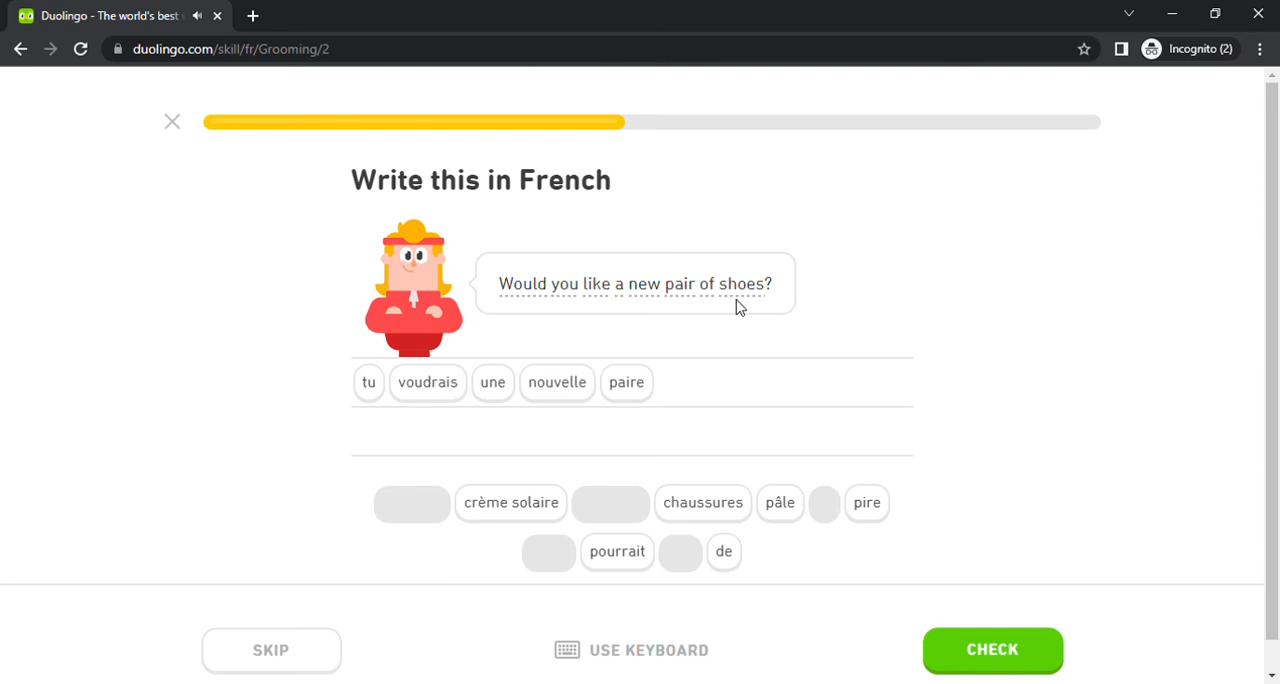 Duolingo - The world's best
duolingo.com/skill/fr/Grooming/2
Incognito (2)
Write this in French
Would you like a new pair of shoes?
tu voudrais une nouvelle paire
crème solaire chaussures pâle pire
pourrait de
SKIP USE KEYBOARD CHECK